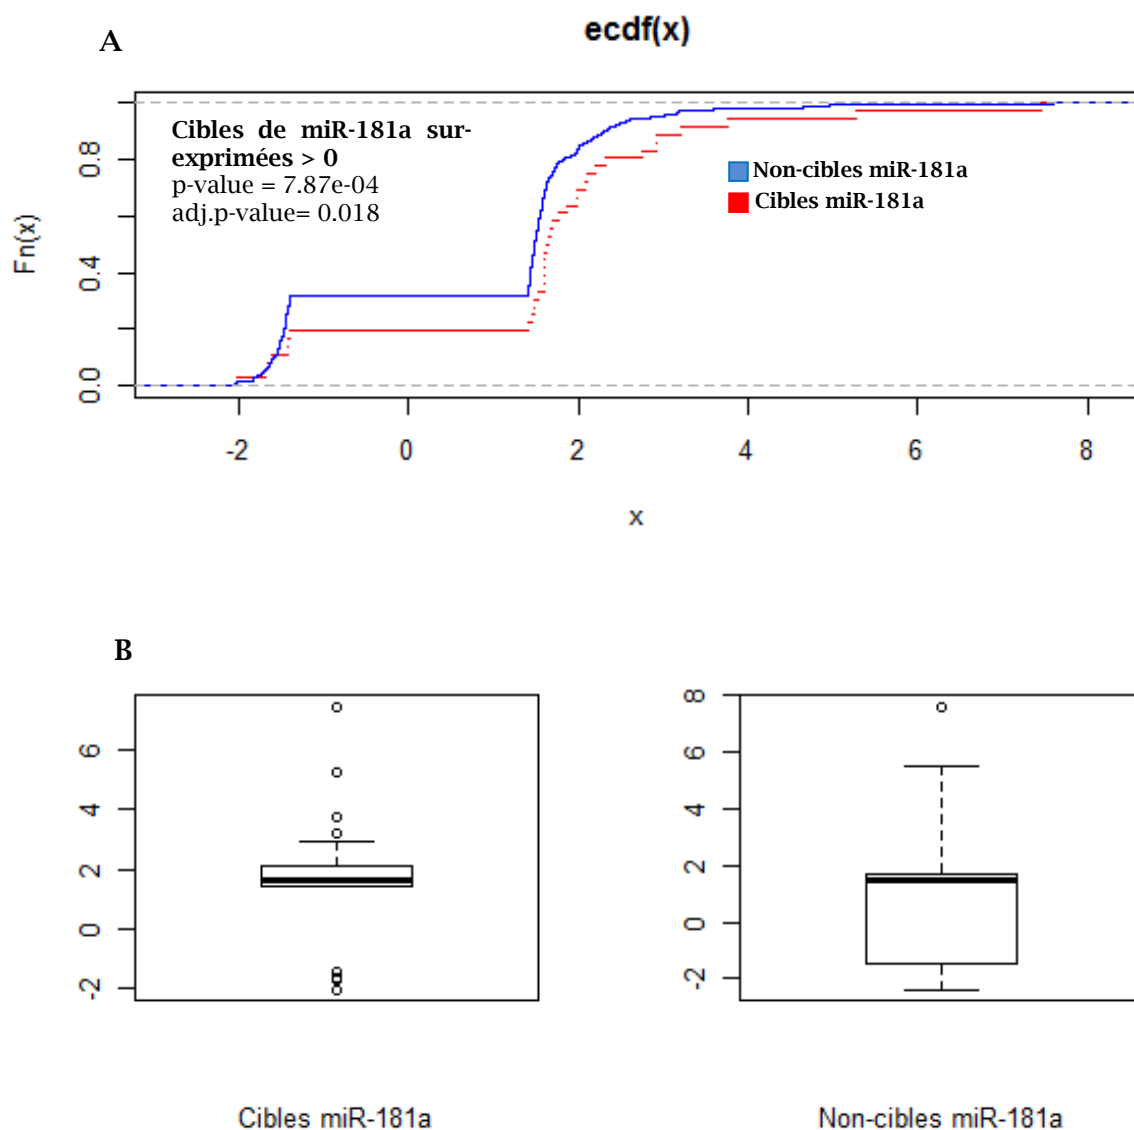 A
ecdf(x)
Cibles de miR-181a sur-
exprimées > 0
p-value = 7.87e-04
adj.p-value= 0.018
Non-cibles miR-181a
Cibles miR-181a
Fn(x)
0.0 0.4 0.8
-2 0 2 4 6 8
x
B
-2 0 2 4 6
-2 0 2 4 6 8
Cibles miR-181a
Non-cibles miR-181a